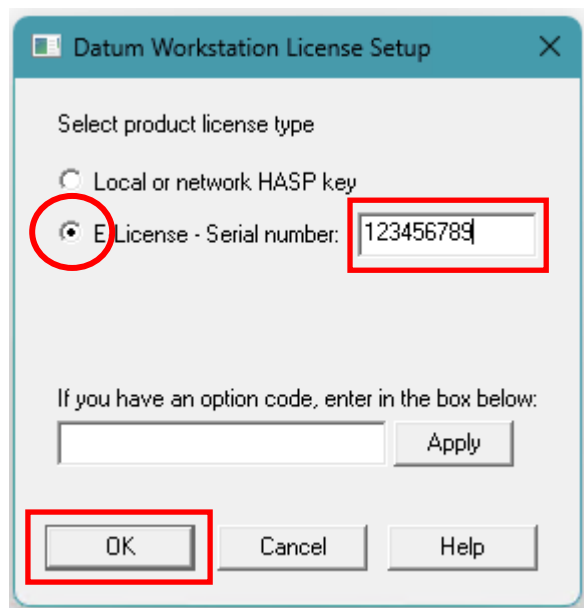 Datum Workstation License Setup
Select product license type
Local or network HASP key
E License - Serial number: 123456789
If you have an option code, enter in the box below:
Apply
OK Cancel Help